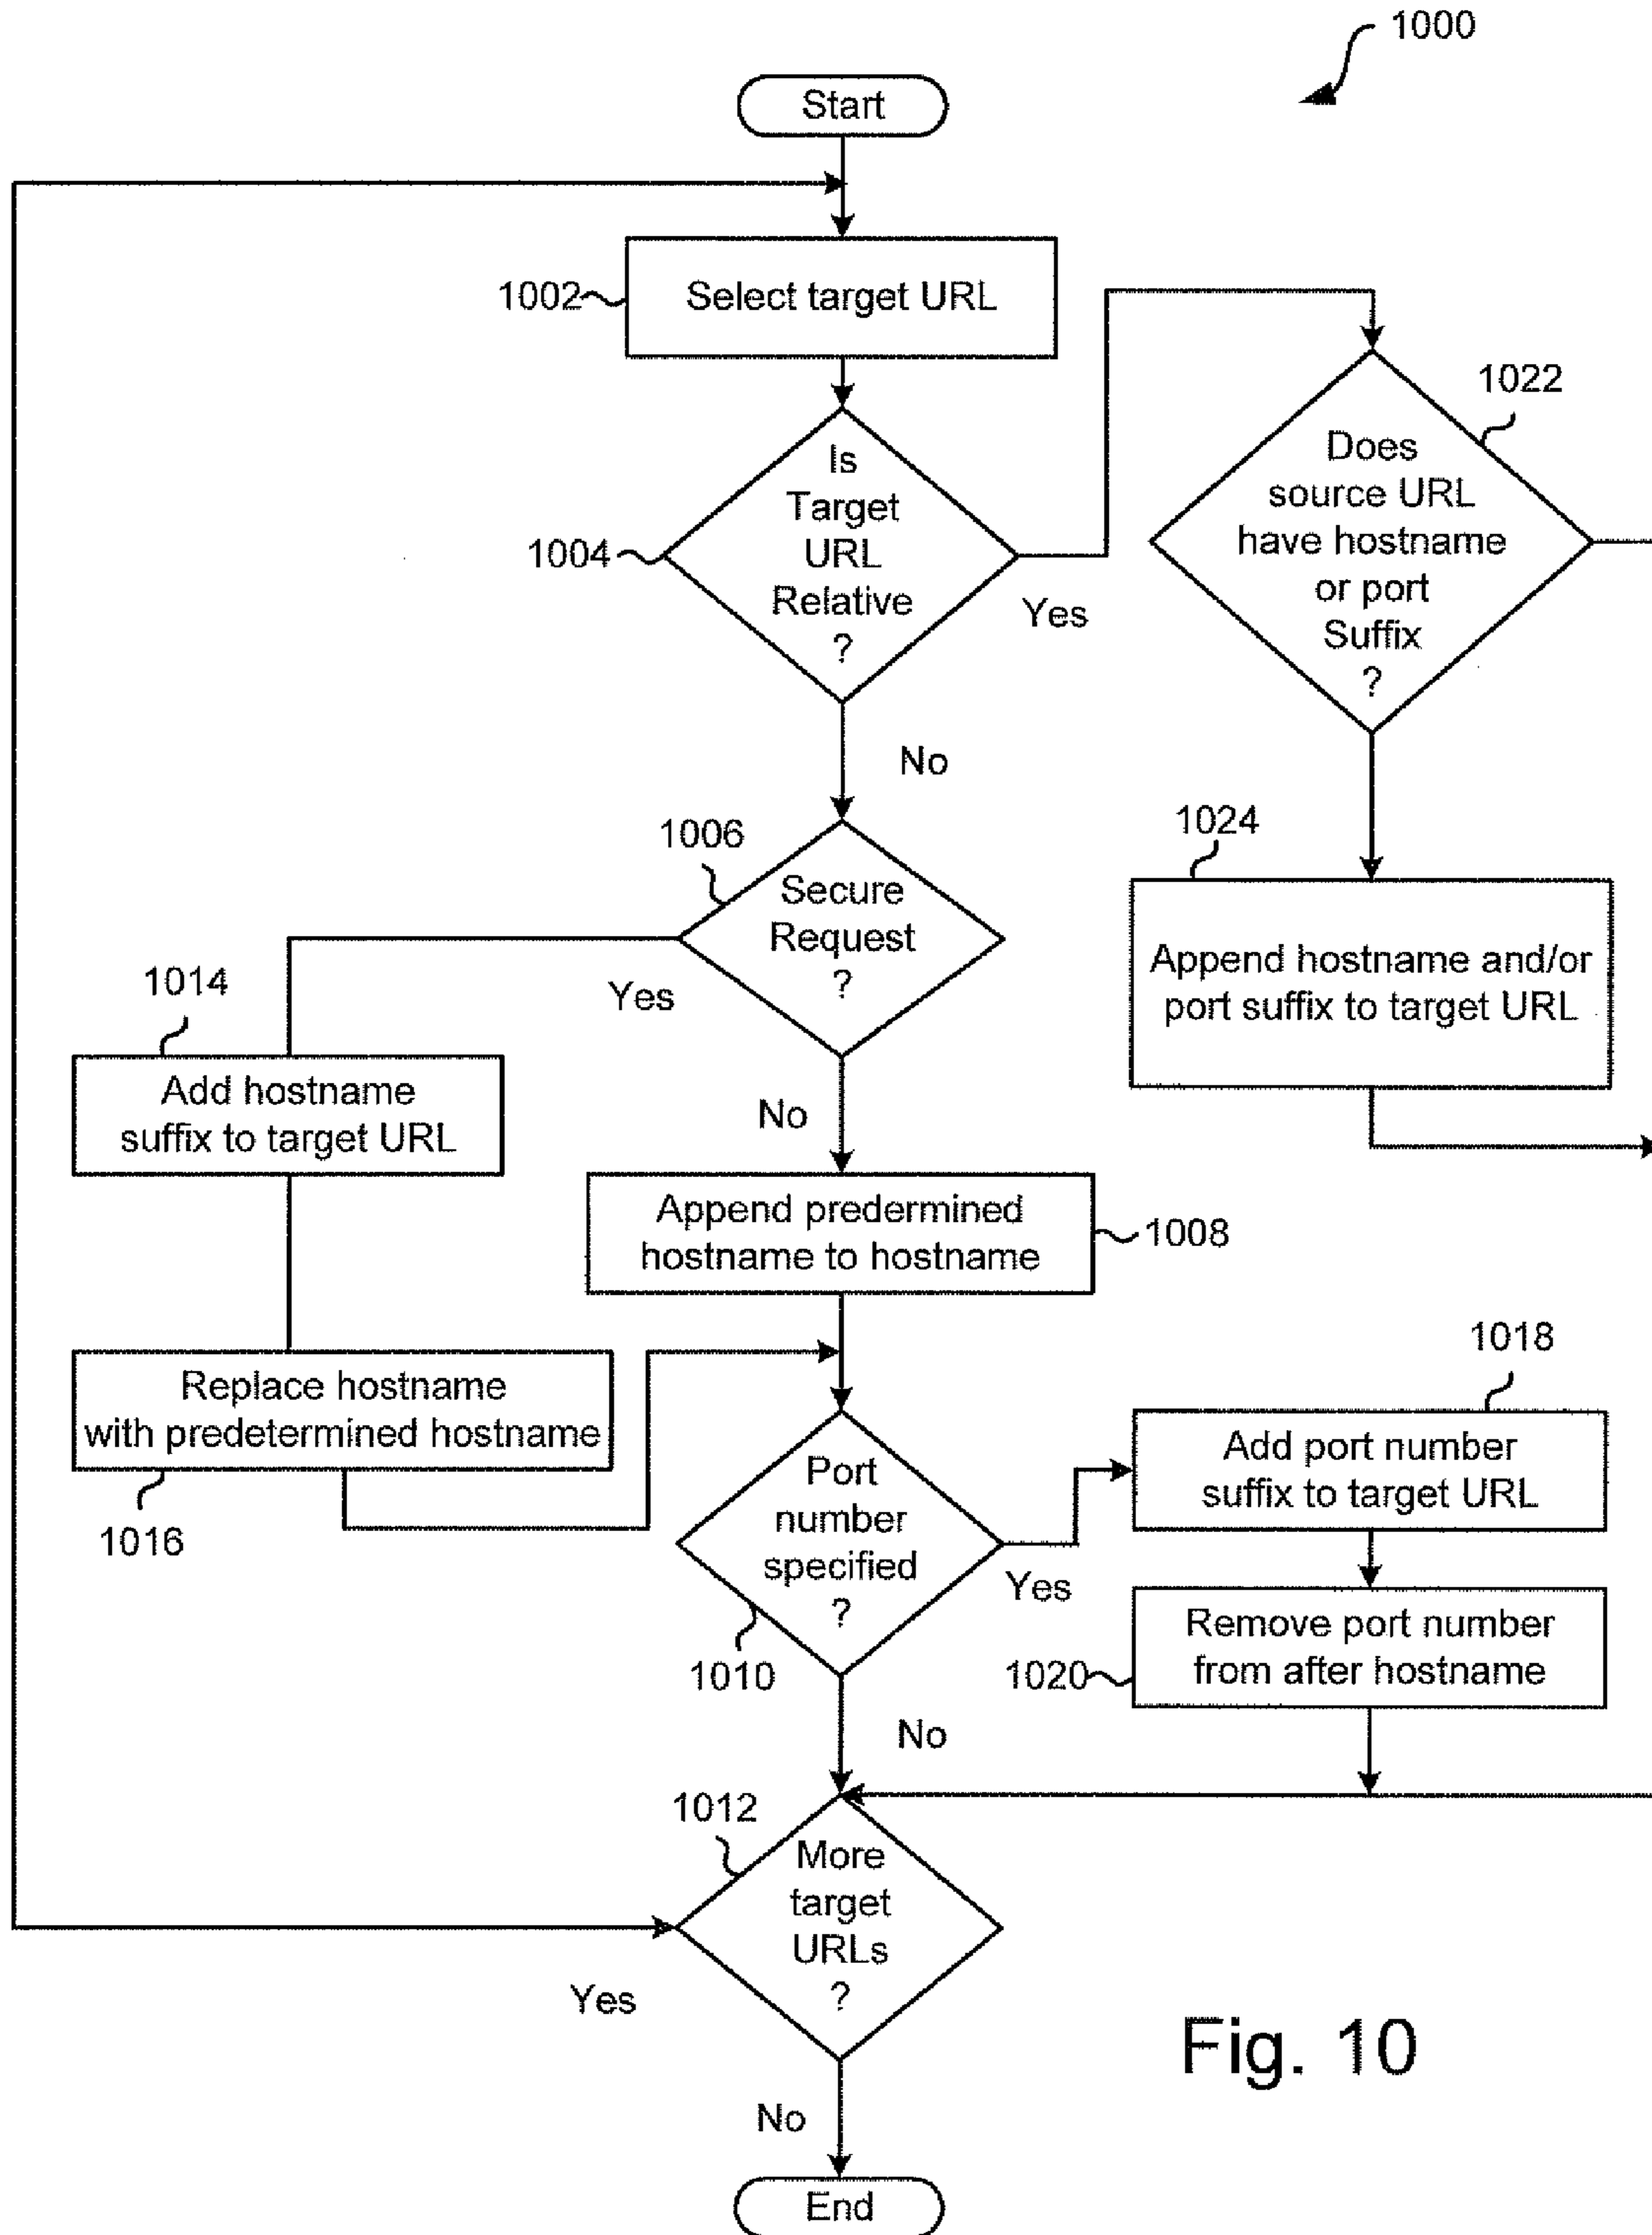 1000
Start
1002
Select target URL
Is
Target
URL
Relative
?
1004
Yes
No
1022
Does
source URL
have hostname
or port
Suffix
?
1024
Append hostname and/or
port suffix to target URL
1006
Secure
Request
?
Yes
No
1014
Add hostname
suffix to target URL
Append predermined
hostname to hostname
1008
Replace hostname
with predetermined hostname
1016
Port
number
specified
?
1010
Yes
No
1018
Add port number
suffix to target URL
Remove port number
from after hostname
1020
1012
More
target
URLs
?
Yes
No
End
Fig. 10